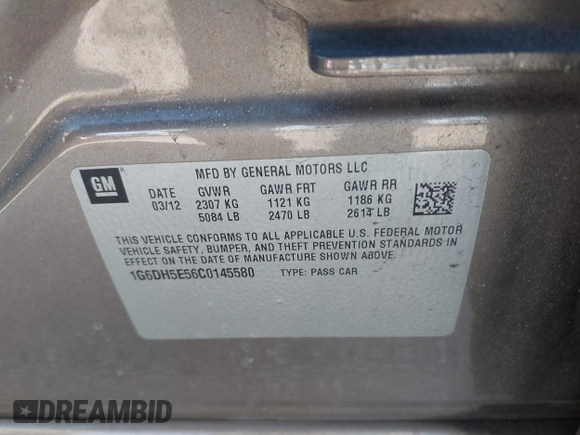 GM
MFD BY GENERAL MOTORS LLC
DATE GVWR GAWR FRT GAWR RR
03/12 2307 KG 1121 KG 1186 KG
5084 LB 2470 LB 2614 LB
THIS VEHICLE CONFORMS TO ALL APPLICABLE U.S. FEDERAL MOTOR
VEHICLE SAFETY, BUMPER, AND THEFT PREVENTION STANDARDS IN
EFFECT ON THE DATE OF MANUFACTURE SHOWN ABOVE.
1G6DH5E56C0145580 TYPE: PASS CAR
DREAMBID